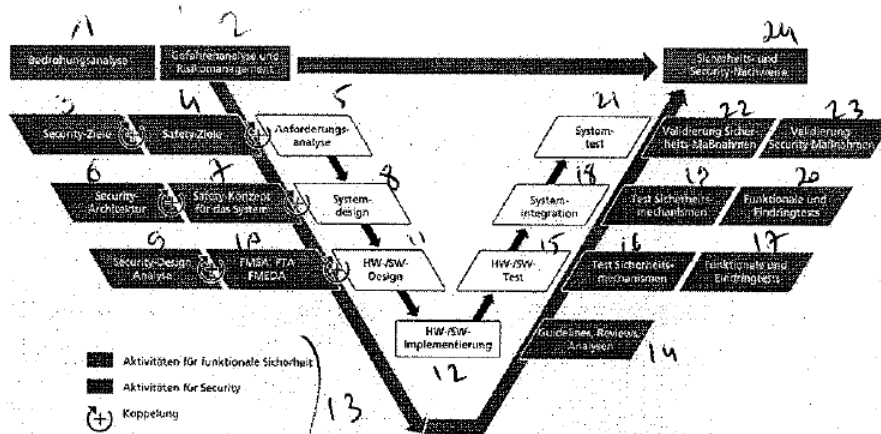 1
2
24
Bedrohungsanalyse
Gefahrenanalyse und
Risikomanagement
Sicherheits- und
Security-Nachweise
3
4
5
21
22
23
Security-Ziele
Safety-Ziele
Anforderungs-
analyse
System-
test
Validierung Sicher-
heits-Maßnahmen
Validierung
Security-Maßnahmen
6
7
8
18
19
20
Security-
Architektur
Safety-Konzept
für das System
System-
design
System-
integration
Test Sicherheits-
mechanismen
Funktionale und
Eindringtests
9
10
11
15
16
17
Security-Design
Analyse
FMEA, FTA
FMEDA
HW-/SW-
Design
HW-/SW-
Test
Test Sicherheits-
mechanismen
Funktionale und
Eindringtests
HW-/SW-
Implementierung
Guidelines, Reviews,
Analysen
12
14
Aktivitäten für funktionale Sicherheit
Aktivitäten für Security
Koppelung
13